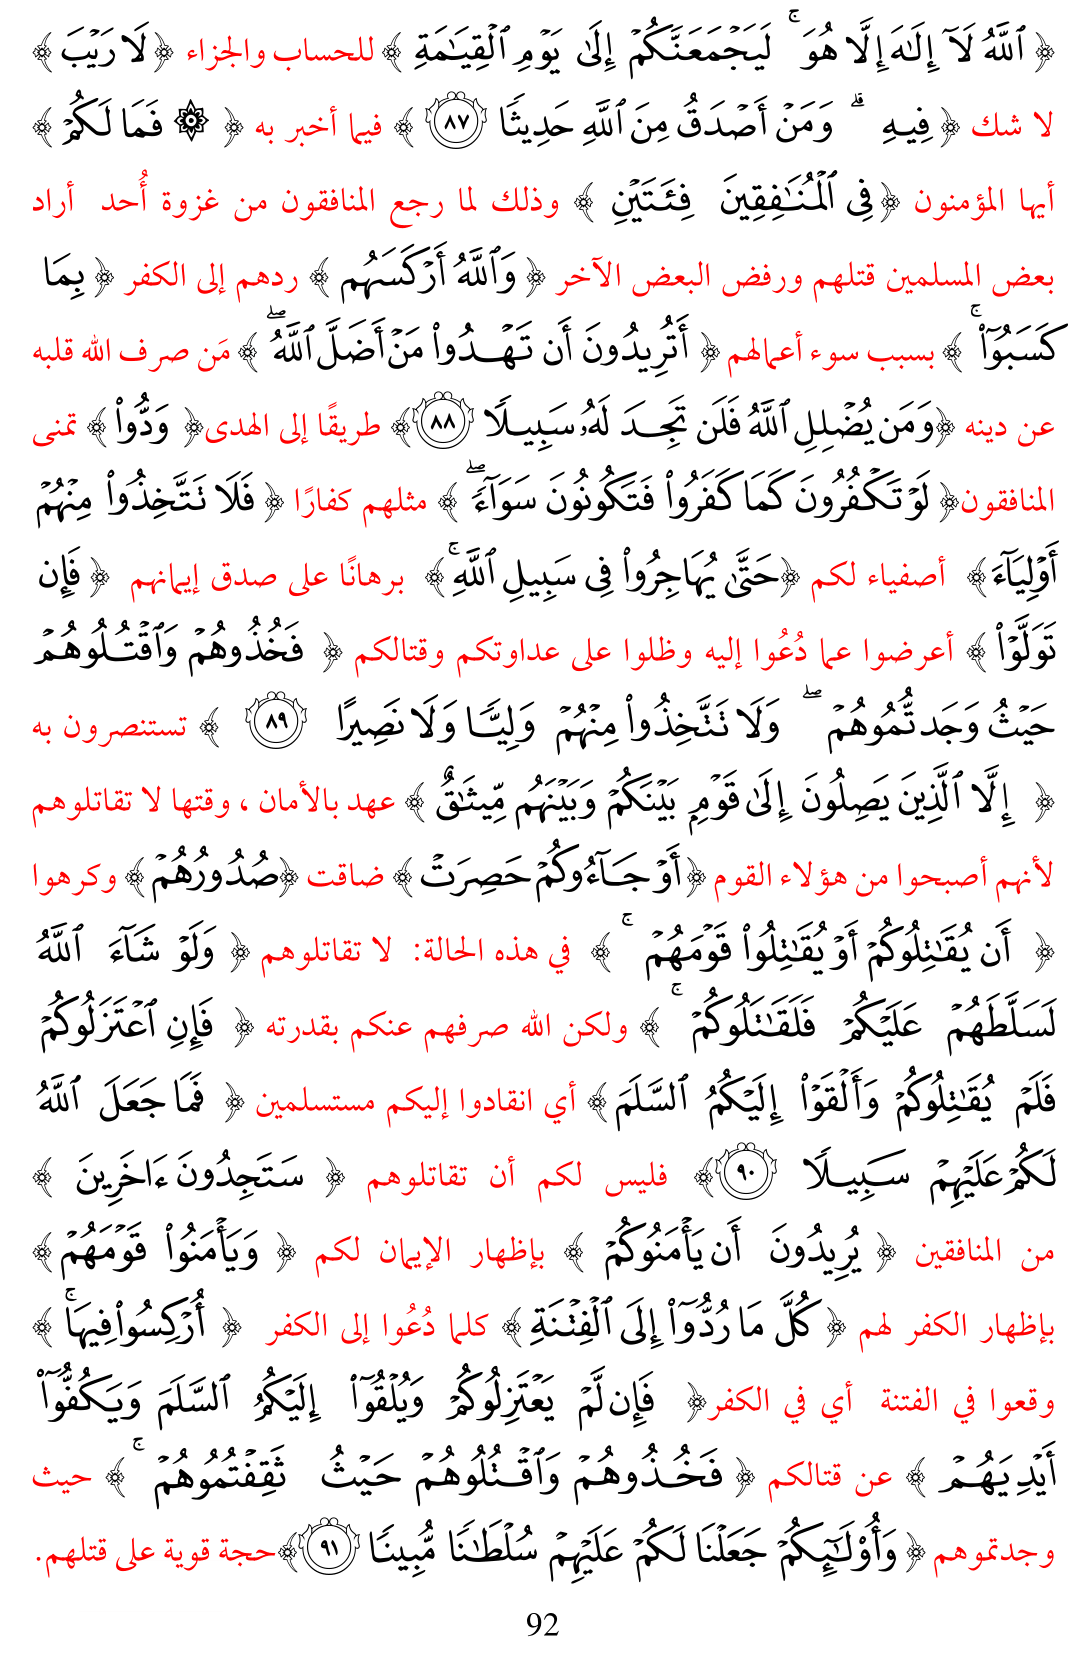 ﴿ ٱللَّهُ لَآ إِلَٰهَ إِلَّا هُوَ ۚ لَيَجْمَعَنَّكُمْ إِلَىٰ يَوْمِ ٱلْقِيَٰمَةِ ﴾ للحساب والجزاء ﴿ لَا رَيْبَ ﴾
لا شك ﴿ فِيهِ ۗ وَمَنْ أَصْدَقُ مِنَ ٱللَّهِ حَدِيثًا ٨٧ ﴾ فيما أخبر به ﴿ ۞ فَمَا لَكُمْ ﴾
أيها المؤمنون ﴿ فِى ٱلْمُنَٰفِقِينَ فِئَتَيْنِ ﴾ وذلك لما رجع المنافقون من غزوة أُحد أراد
بعض المسلمين قتلهم ورفض البعض الآخر ﴿ وَٱللَّهُ أَرْكَسَهُم ﴾ ردهم إلى الكفر ﴿ بِمَا
كَسَبُوٓا۟ ۚ ﴾ بسبب سوء أعمالهم ﴿ أَتُرِيدُونَ أَن تَهْدُوا۟ مَنْ أَضَلَّ ٱللَّهُ ۖ ﴾ مَن صرف الله قلبه
عن دينه ﴿ وَمَن يُضْلِلِ ٱللَّهُ فَلَن تَجِدَ لَهُۥ سَبِيلًا ٨٨ ﴾ طريقًا إلى الهدى ﴿ وَدُّوا۟ ﴾ تمنى
المنافقون ﴿ لَوْ تَكْفُرُونَ كَمَا كَفَرُوا۟ فَتَكُونُونَ سَوَآءً ۖ ﴾ مثلهم كفارًا ﴿ فَلَا تَتَّخِذُوا۟ مِنْهُمْ
أَوْلِيَآءَ ﴾ أصفياء لكم ﴿ حَتَّىٰ يُهَاجِرُوا۟ فِى سَبِيلِ ٱللَّهِ ۚ ﴾ برهانًا على صدق إيمانهم ﴿ فَإِن
تَوَلَّوْا۟ ﴾ أعرضوا عما دُعُوا إليه وظلوا على عداوتكم وقتالكم ﴿ فَخُذُوهُمْ وَٱقْتُلُوهُمْ
حَيْثُ وَجَدتُّمُوهُمْ ۖ وَلَا تَتَّخِذُوا۟ مِنْهُمْ وَلِيًّا وَلَا نَصِيرًا ٨٩ ﴾ تستنصرون به
﴿ إِلَّا ٱلَّذِينَ يَصِلُونَ إِلَىٰ قَوْمٍۭ بَيْنَكُمْ وَبَيْنَهُم مِّيثَٰقٌ ﴾ عهد بالأمان ، وقتها لا تقاتلوهم
لأنهم أصبحوا من هؤلاء القوم ﴿ أَوْ جَآءُوكُمْ حَصِرَتْ ﴾ ضاقت ﴿ صُدُورُهُمْ ﴾ وكرهوا
﴿ أَن يُقَٰتِلُوكُمْ أَوْ يُقَٰتِلُوا۟ قَوْمَهُمْ ۚ ﴾ في هذه الحالة: لا تقاتلوهم ﴿ وَلَوْ شَآءَ ٱللَّهُ
لَسَلَّطَهُمْ عَلَيْكُمْ فَلَقَٰتَلُوكُمْ ۚ ﴾ ولكن الله صرفهم عنكم بقدرته ﴿ فَإِنِ ٱعْتَزَلُوكُمْ
فَلَمْ يُقَٰتِلُوكُمْ وَأَلْقَوْا۟ إِلَيْكُمُ ٱلسَّلَمَ ﴾ أي انقادوا إليكم مستسلمين ﴿ فَمَا جَعَلَ ٱللَّهُ
لَكُمْ عَلَيْهِمْ سَبِيلًا ٩٠ ﴾ فليس لكم أن تقاتلوهم ﴿ سَتَجِدُونَ ءَاخَرِينَ ﴾
من المنافقين ﴿ يُرِيدُونَ أَن يَأْمَنُوكُمْ ﴾ بإظهار الإيمان لكم ﴿ وَيَأْمَنُوا۟ قَوْمَهُمْ ﴾
بإظهار الكفر لهم ﴿ كُلَّ مَا رُدُّوٓا۟ إِلَى ٱلْفِتْنَةِ ﴾ كلما دُعُوا إلى الكفر ﴿ أُرْكِسُوا۟ فِيهَا ۚ ﴾
وقعوا في الفتنة أي في الكفر ﴿ فَإِن لَّمْ يَعْتَزِلُوكُمْ وَيُلْقُوٓا۟ إِلَيْكُمُ ٱلسَّلَمَ وَيَكُفُّوٓا۟
أَيْدِيَهُمْ ﴾ عن قتالكم ﴿ فَخُذُوهُمْ وَٱقْتُلُوهُمْ حَيْثُ ثَقِفْتُمُوهُمْ ۚ ﴾ حيث
وجدتموهم ﴿ وَأُو۟لَٰٓئِكُمْ جَعَلْنَا لَكُمْ عَلَيْهِمْ سُلْطَٰنًا مُّبِينًا ٩١ ﴾ حجة قوية على قتلهم.
92